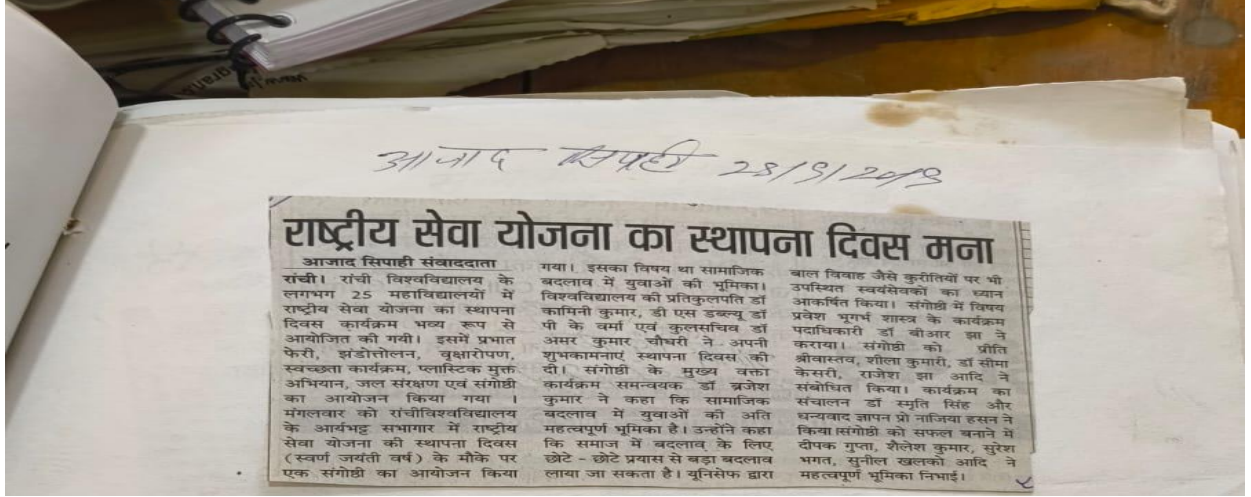 आजाद सिपाही 28/9/2019
राष्ट्रीय सेवा योजना का स्थापना दिवस मना
आजाद सिपाही संवाददाता
रांची। रांची विश्वविद्यालय के
लगभग 25 महाविद्यालयों में
राष्ट्रीय सेवा योजना का स्थापना
दिवस कार्यक्रम भव्य रूप से
आयोजित की गयी। इसमें प्रभात
फेरी, झंडोत्तोलन, वृक्षारोपण,
स्वच्छता कार्यक्रम, प्लास्टिक मुक्त
अभियान, जल संरक्षण एवं संगोष्ठी
का आयोजन किया गया ।
मंगलवार को रांचीविश्वविद्यालय
के आर्यभट्ट सभागार में राष्ट्रीय
सेवा योजना की स्थापना दिवस
(स्वर्ण जयंती वर्ष) के मौके पर
एक संगोष्ठी का आयोजन किया
गया। इसका विषय था सामाजिक
बदलाव में युवाओं की भूमिका।
विश्वविद्यालय की प्रतिकुलपति डॉ
कामिनी कुमार, डी एस डब्ल्यू डॉ
पी के वर्मा एवं कुलसचिव डॉ
अमर कुमार चौधरी ने अपनी
शुभकामनाएं स्थापना दिवस की
दी। संगोष्ठी के मुख्य वक्ता
कार्यक्रम समन्वयक डॉ ब्रजेश
कुमार ने कहा कि सामाजिक
बदलाव में युवाओं की अति
महत्वपूर्ण भूमिका है। उन्होंने कहा
कि समाज में बदलाव के लिए
छोटे - छोटे प्रयास से बड़ा बदलाव
लाया जा सकता है। यूनिसेफ द्वारा
बाल विवाह जैसे कुरीतियों पर भी
उपस्थित स्वयंसेवकों का ध्यान
आकर्षित किया। संगोष्ठी में विषय
प्रवेश भूगर्भ शास्त्र के कार्यक्रम
पदाधिकारी डॉ बीआर झा ने
कराया। संगोष्ठी को प्रीति
श्रीवास्तव, शीला कुमारी, डॉ सीमा
केसरी, राजेश झा आदि ने
संबोधित किया। कार्यक्रम का
संचालन डॉ स्मृति सिंह और
धन्यवाद ज्ञापन प्रो नाजिया हसन ने
किया।संगोष्ठी को सफल बनाने में
दीपक गुप्ता, शैलेश कुमार, सुरेश
भगत, सुनील खलको आदि ने
महत्वपूर्ण भूमिका निभाई।